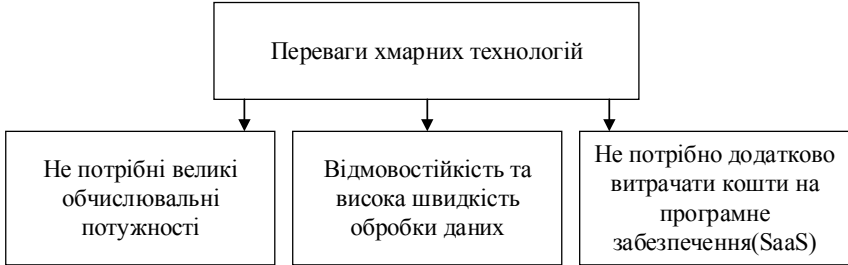 Переваги хмарних технологій
Не потрібні великі
обчислювальні
потужності
Відмовостійкість та
висока швидкість
обробки даних
Не потрібно додатково
витрачати кошти на
програмне
забезпечення(SaaS)